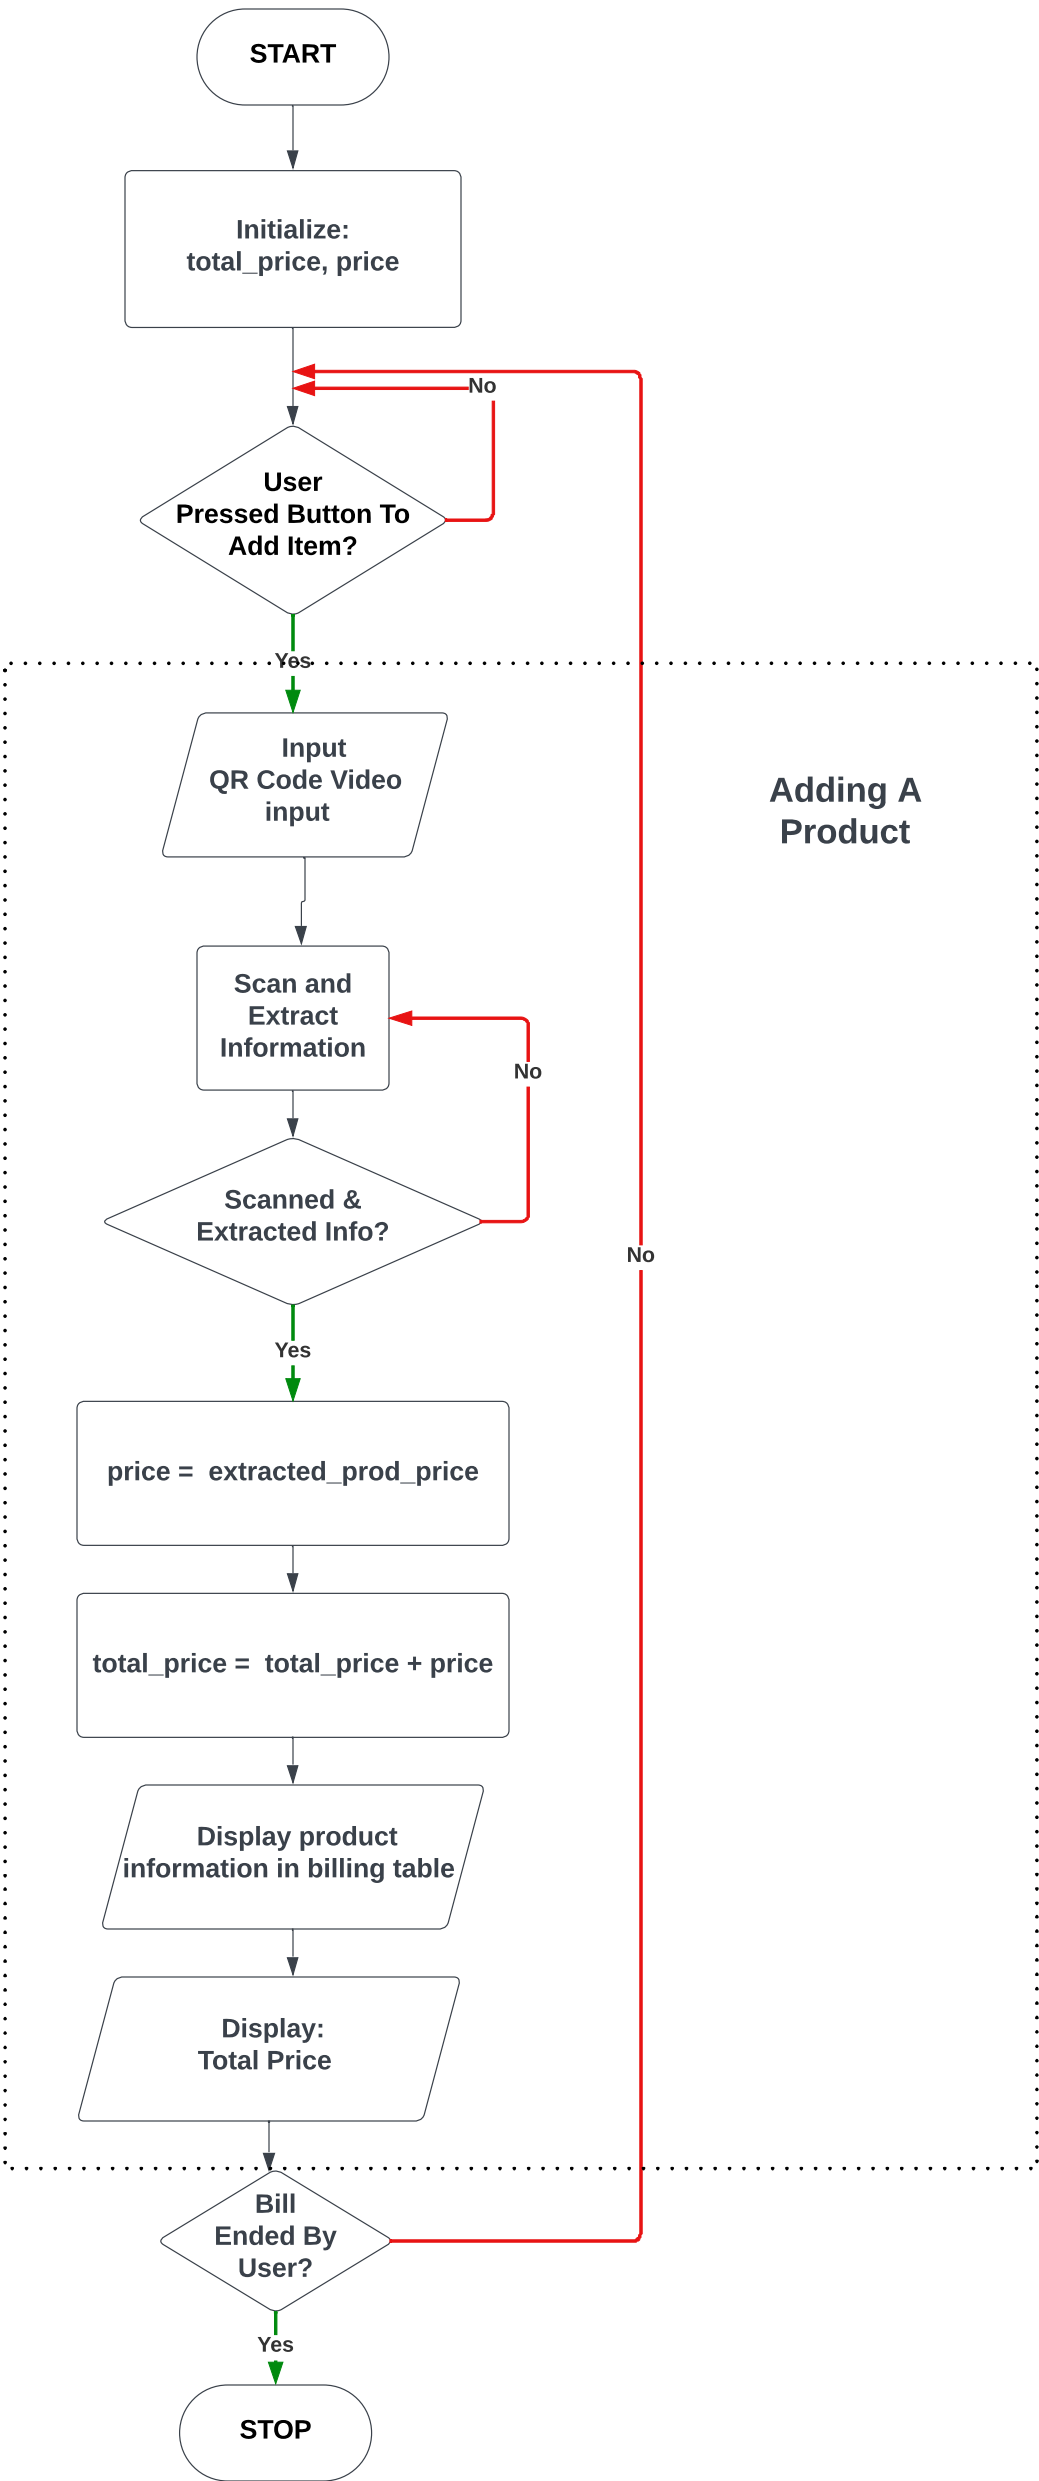 START
Initialize:
total_price, price
No
User
Pressed Button To
Add Item?
Yes
Input
QR Code Video
input
Adding A
Product
Scan and
Extract
Information
No
Scanned &
Extracted Info?
No
Yes
price =  extracted_prod_price
total_price =  total_price + price
Display product
information in billing table
Display:
Total Price
Bill
Ended By
User?
Yes
STOP